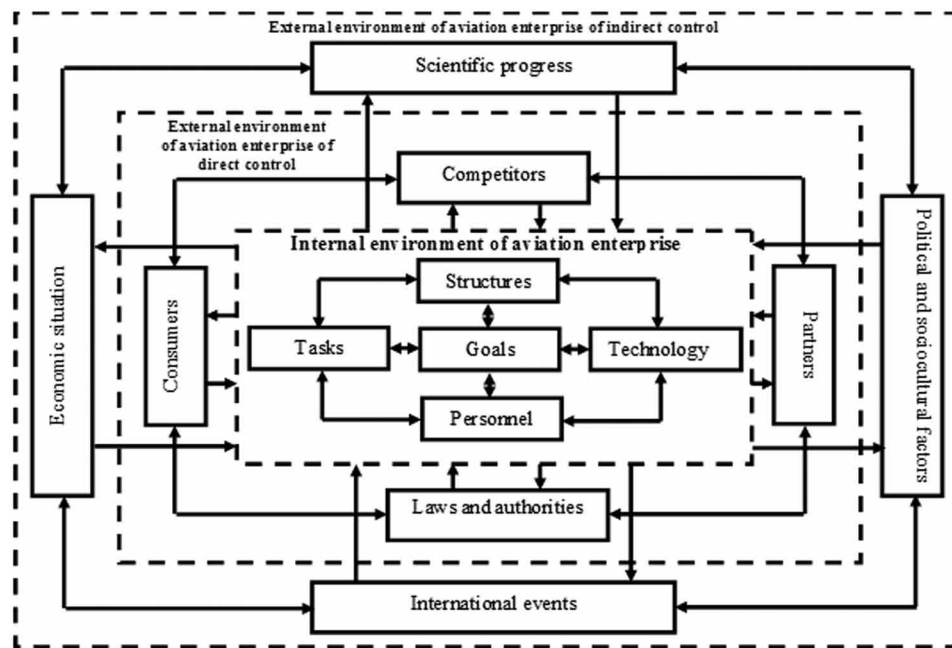 External environment of aviation enterprise of indirect control
Scientific progress
External environment
of aviation enterprise of
direct control
Competitors
Internal environment of aviation enterprise
Structures
Economic situation
Consumers
Tasks
Goals
Technology
Partners
Political and sociocultural factors
Personnel
Laws and authorities
International events